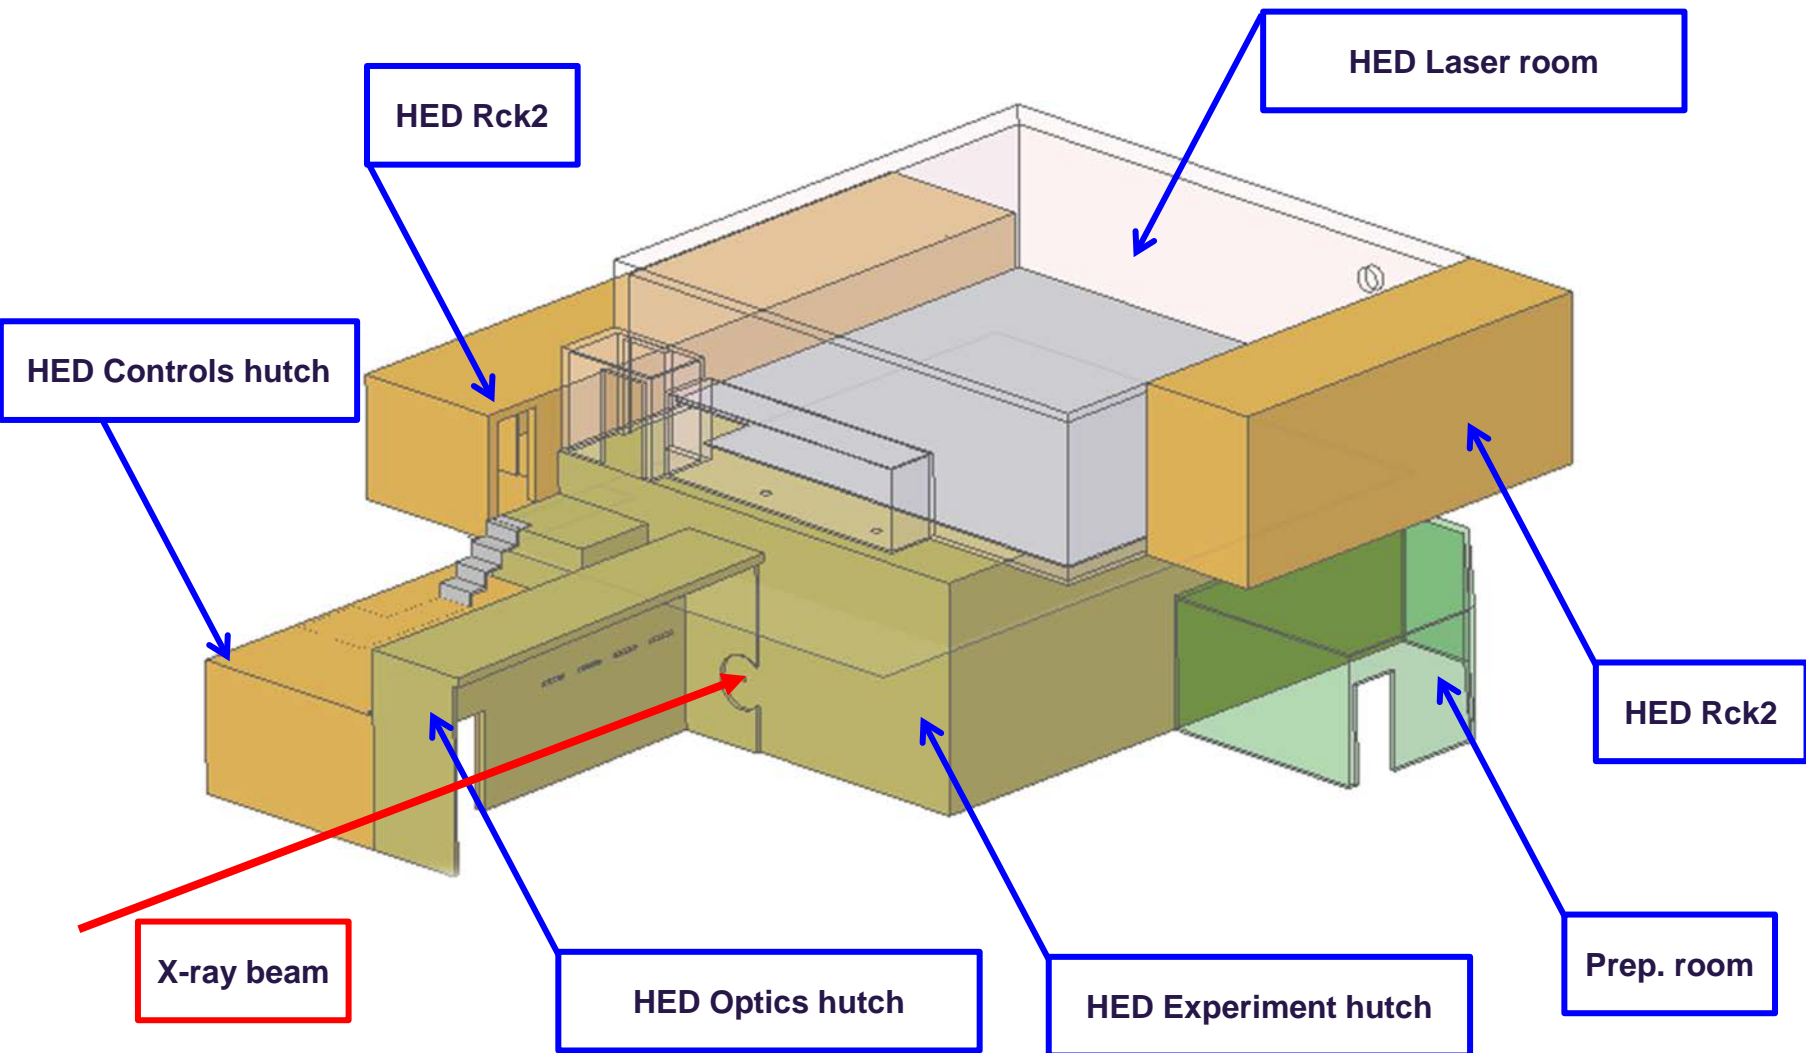 HED Laser room
HED Rck2
HED Controls hutch
HED Rck2
X-ray beam
HED Optics hutch
HED Experiment hutch
Prep. room